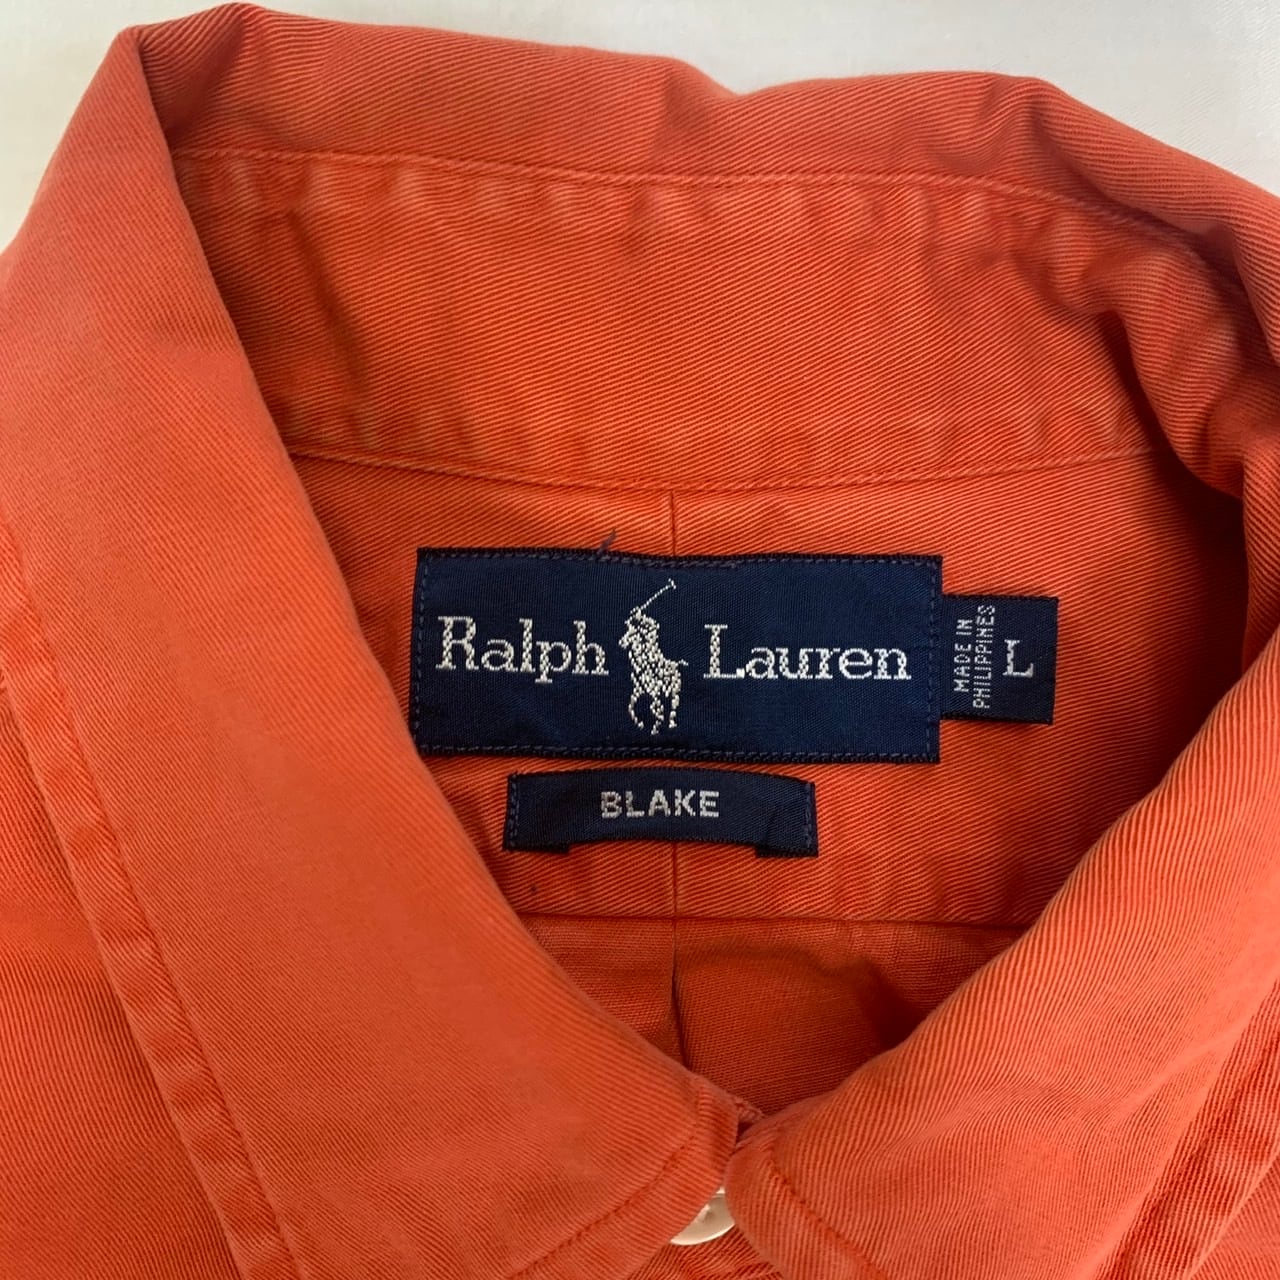 Ralph Lauren
MADE IN
PHILIPPINES
L
BLAKE